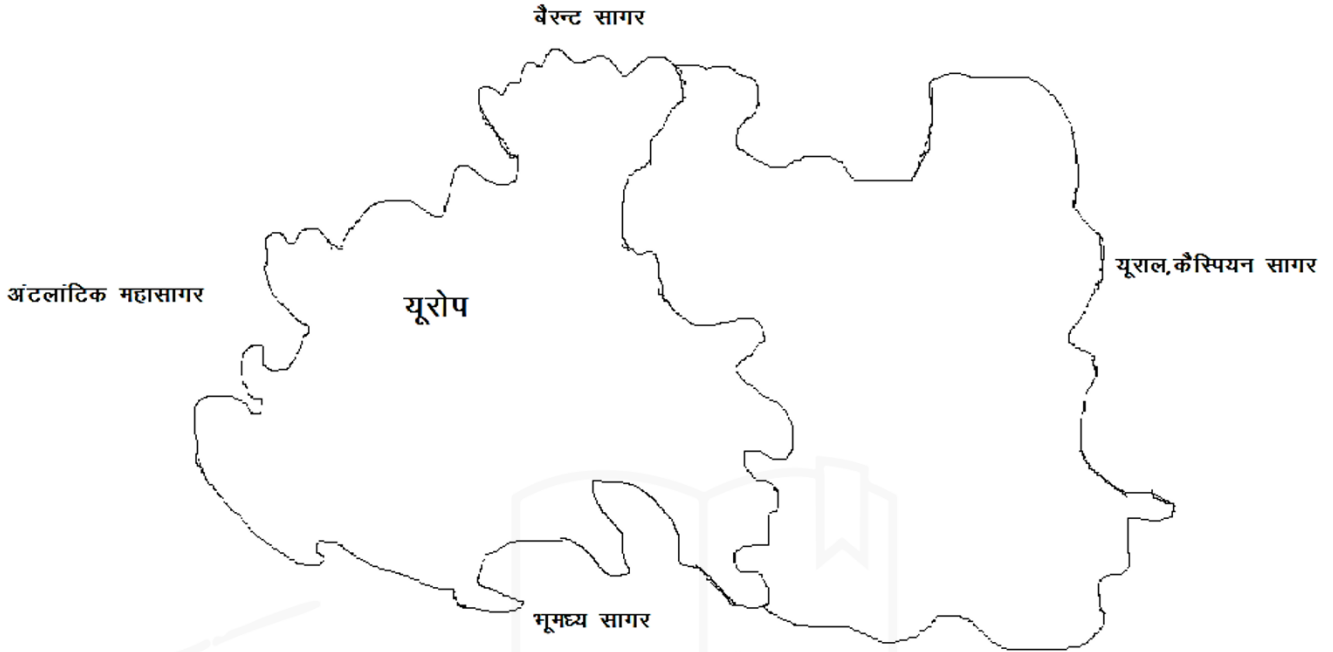 बैरन्ट सागर
यूराल,कैस्पियन सागर
अंटलांटिक महासागर
यूरोप
भूमध्य सागर